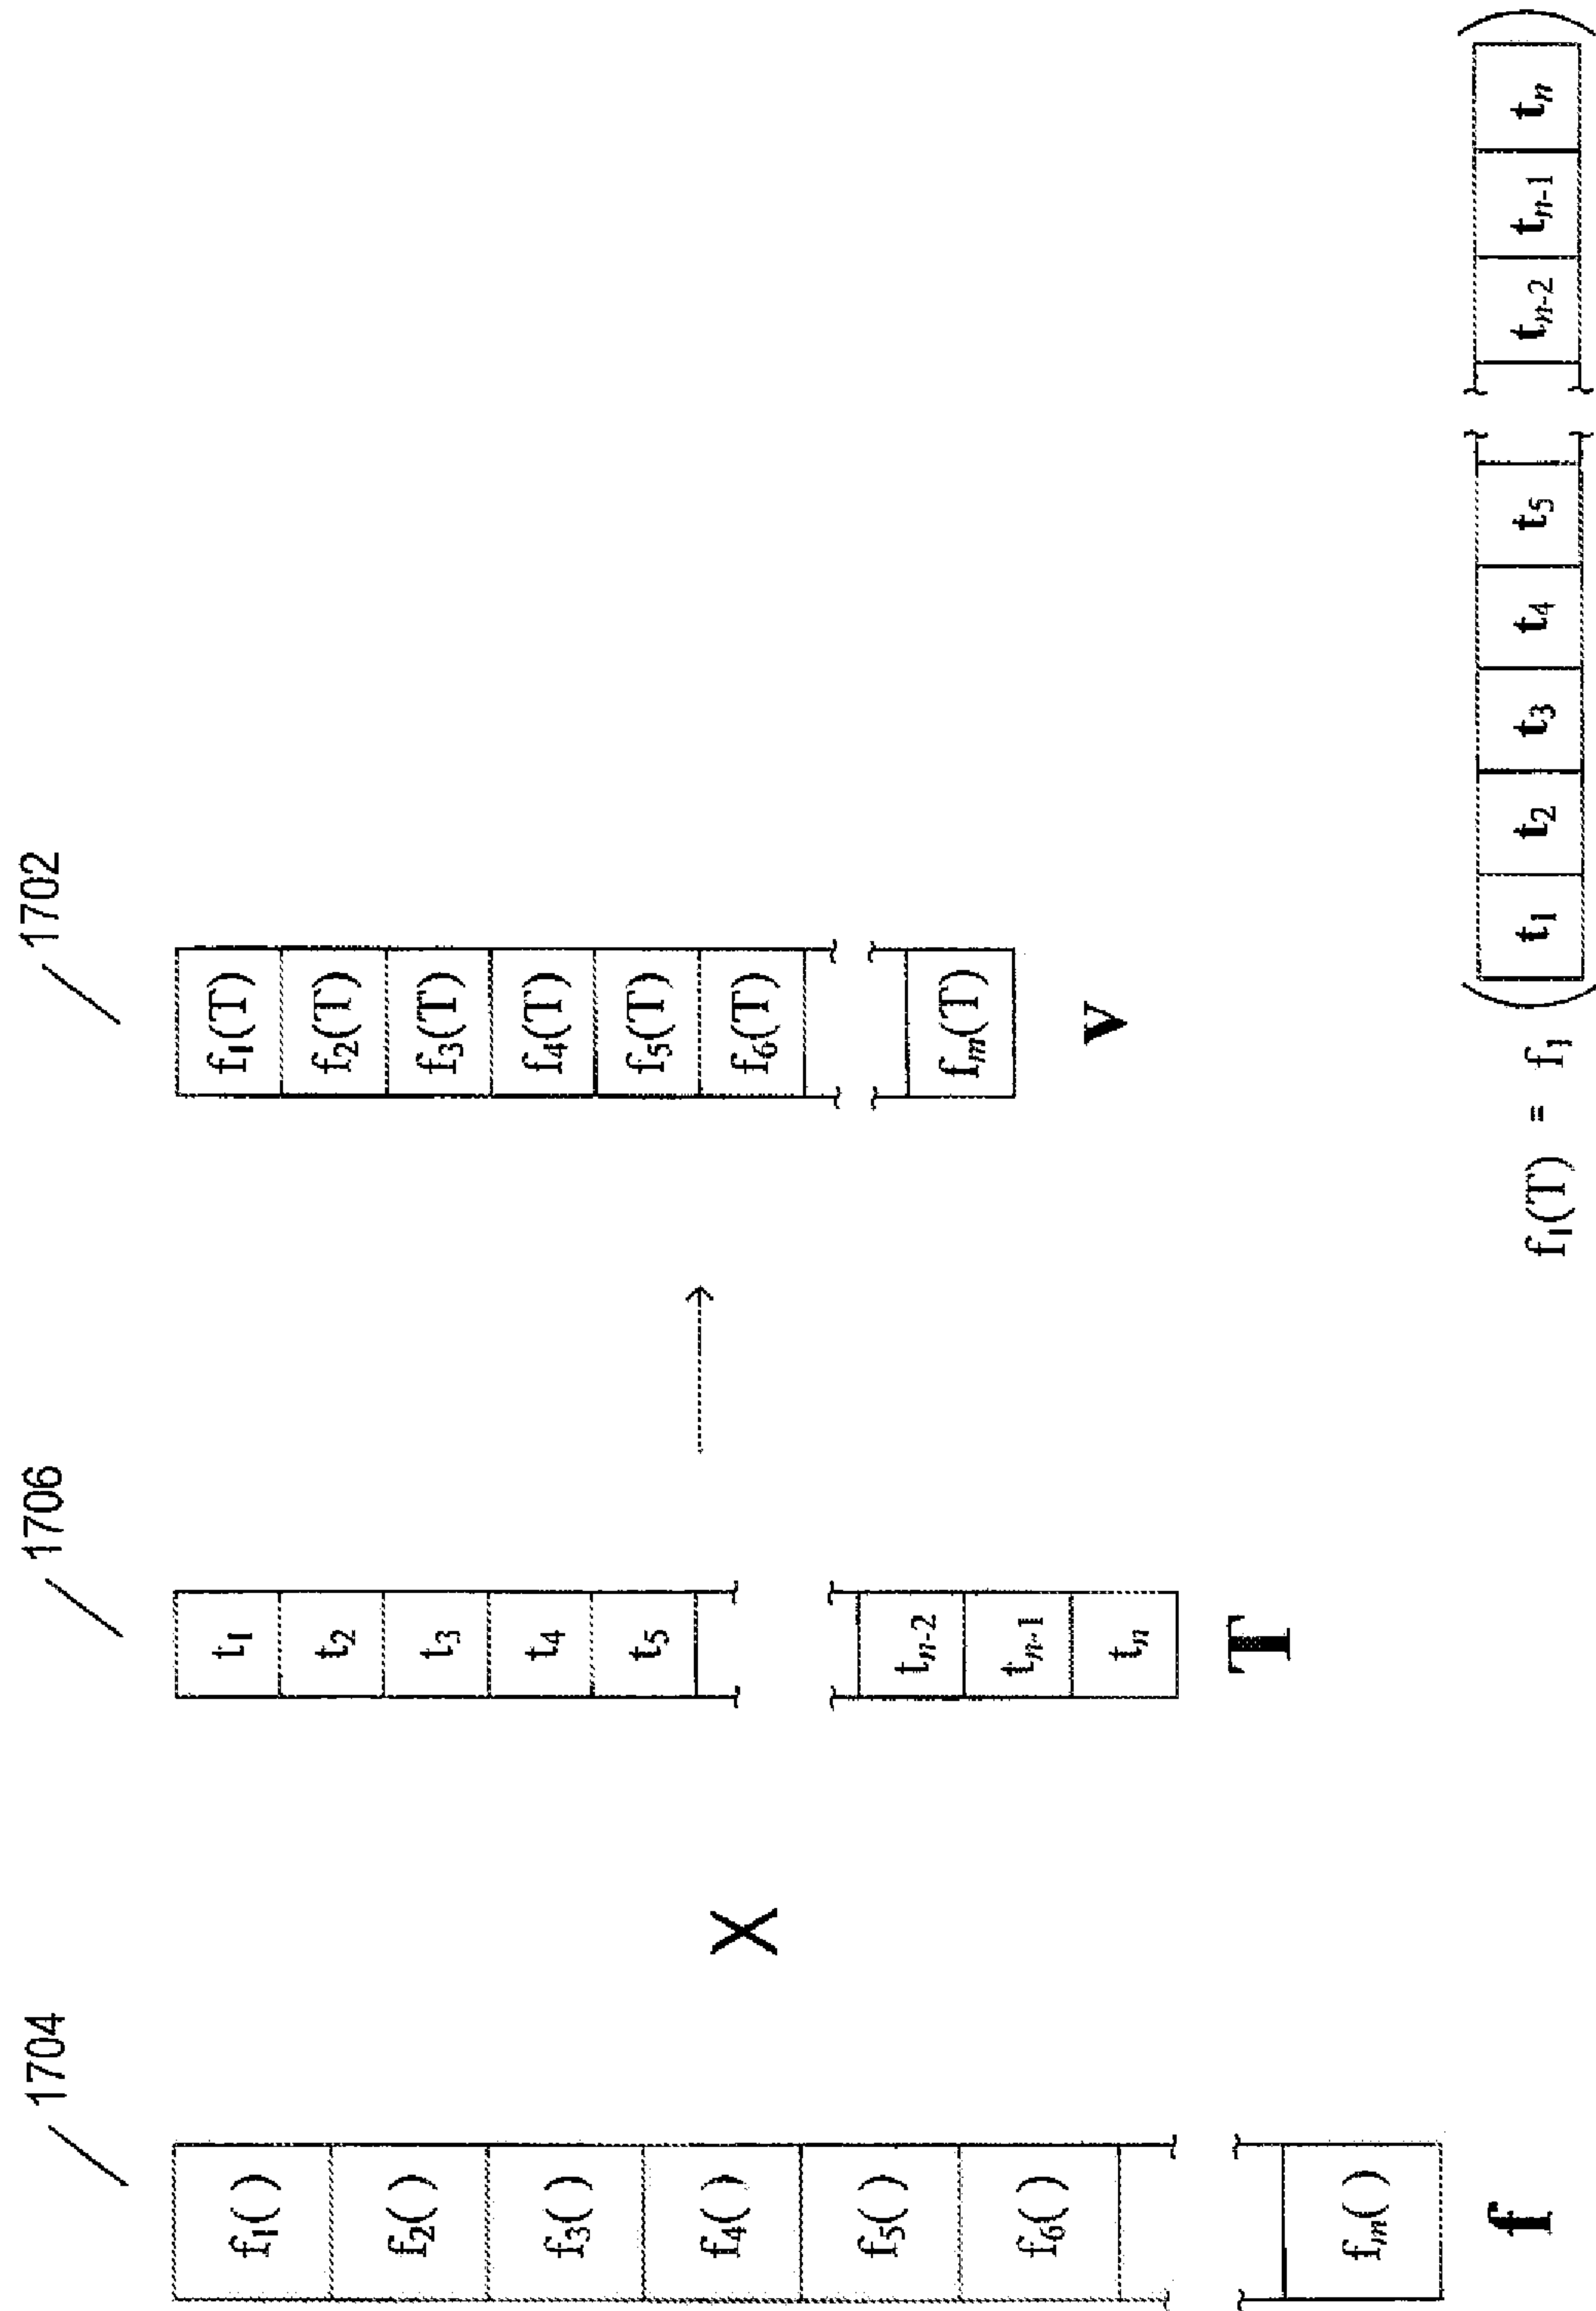 1704
f₁( )
f₂( )
f₃( )
f₄( )
f₅( )
f₆( )
fₘ( )
f
X
1706
t₁
t₂
t₃
t₄
t₅
tₙ₋₂
tₙ₋₁
tₙ
T
1702
f₁(T)
f₂(T)
f₃(T)
f₄(T)
f₅(T)
f₆(T)
fₘ(T)
v
f₁(T) = f₁ ( t₁ t₂ t₃ t₄ t₅ tₙ₋₂ tₙ₋₁ tₙ )